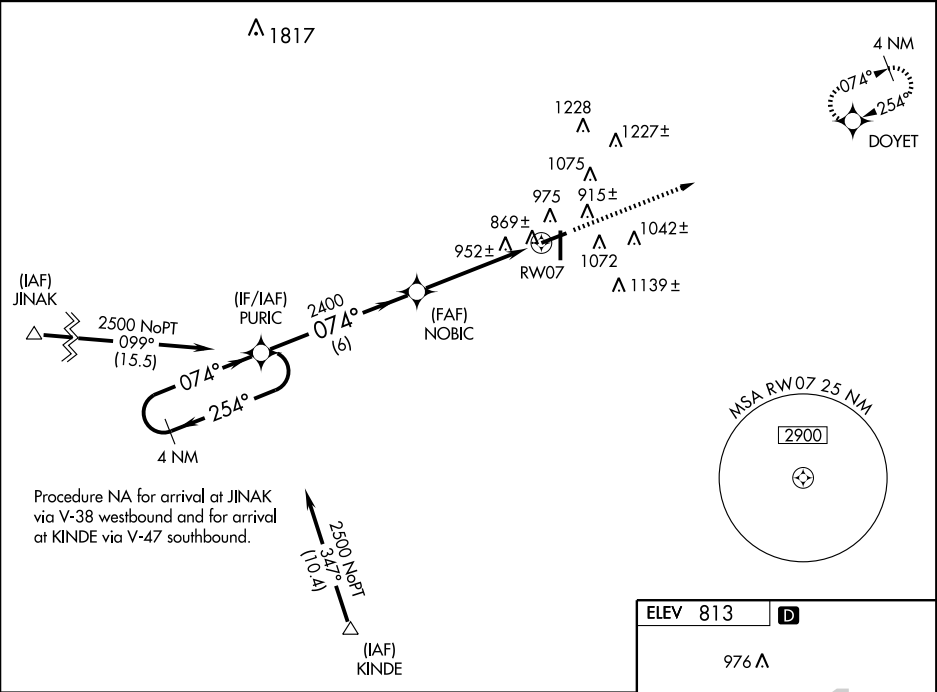 1817
4 NM
074°
254°
DOYET
1228
1227±
1075
975
915±
869±
952±
1042±
RW07
1072
1139±
(IAF)
JINAK
2500 NoPT
099°
(15.5)
(IF/IAF)
PURIC
2400
074°
(6)
(FAF)
NOBIC
074°
254°
4 NM
MSA RW07 25 NM
2900
Procedure NA for arrival at JINAK
via V-38 westbound and for arrival
at KINDE via V-47 southbound.
2500 NoPT
347°
(10.4)
(IAF)
KINDE
ELEV 813 D
976